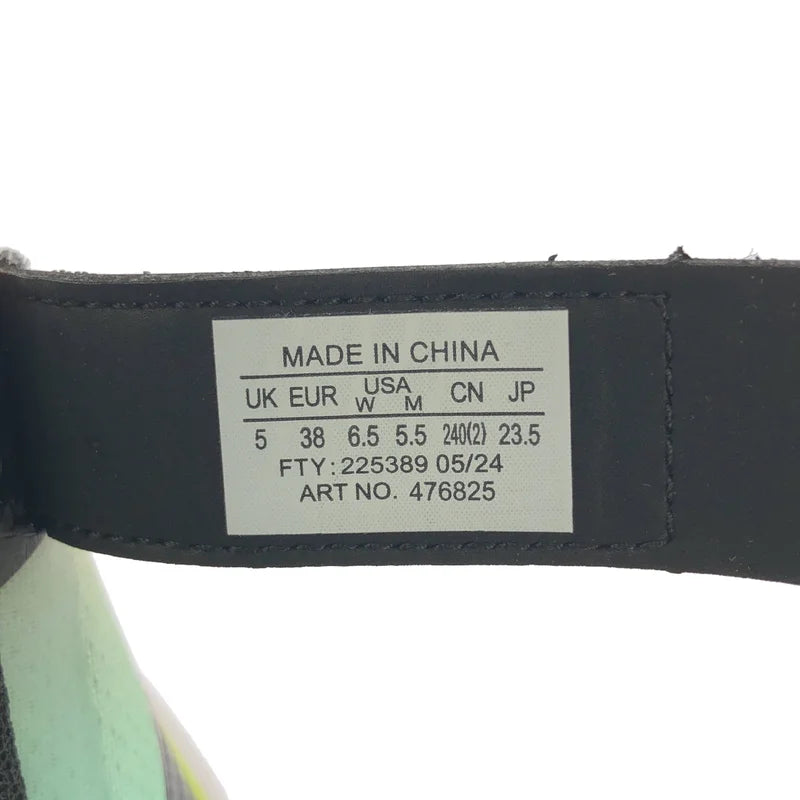 MADE IN CHINA
UK EUR USA W M CN JP
5 38 6.5 5.5 240(2) 23.5
FTY: 225389 05/24
ART NO. 476825